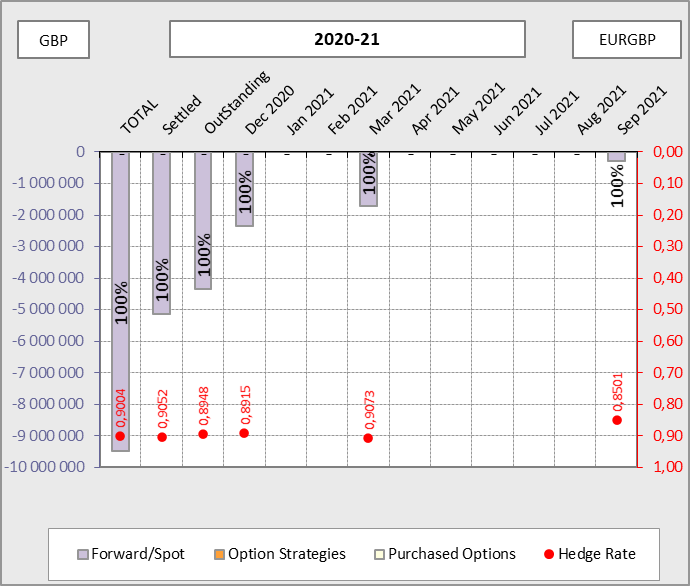 GBP
2020-21
EURGBP
TOTAL
Settled
OutStanding
Dec 2020
Jan 2021
Feb 2021
Mar 2021
Apr 2021
May 2021
Jun 2021
Jul 2021
Aug 2021
Sep 2021
0
-1 000 000
-2 000 000
-3 000 000
-4 000 000
-5 000 000
-6 000 000
-7 000 000
-8 000 000
-9 000 000
-10 000 000
100%
100%
100%
100%
100%
100%
0,9004
0,9052
0,8948
0,8915
0,9073
0,8501
0,00
0,10
0,20
0,30
0,40
0,50
0,60
0,70
0,80
0,90
1,00
Forward/Spot
Option Strategies
Purchased Options
Hedge Rate